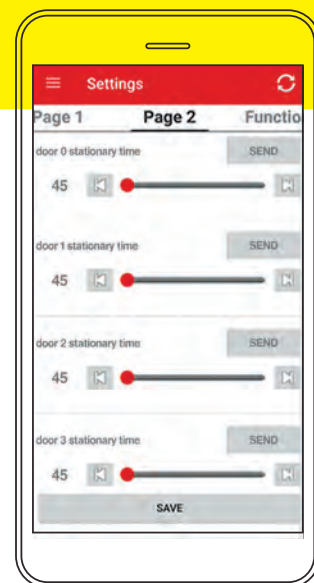 Settings
Page 1 Page 2 Functio
door 0 stationary time SEND
45
door 1 stationary time SEND
45
door 2 stationary time SEND
45
door 3 stationary time SEND
45
SAVE